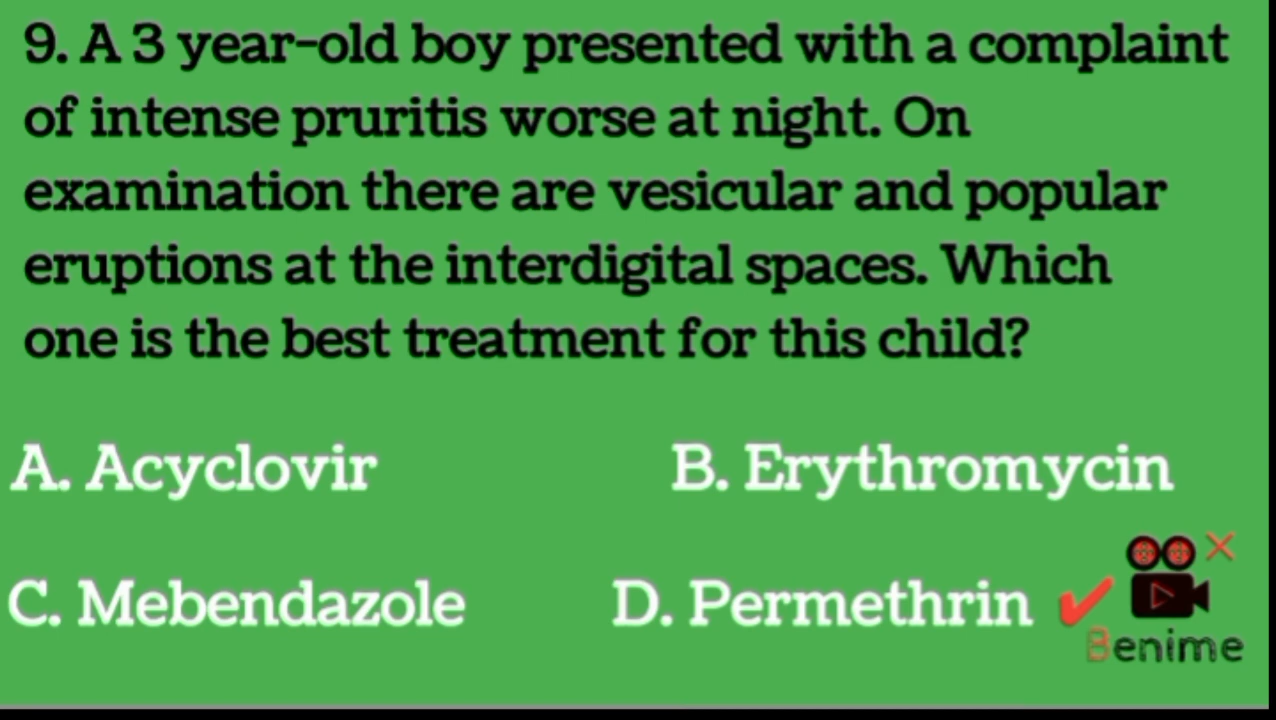 9. A 3 year-old boy presented with a complaint
of intense pruritis worse at night. On
examination there are vesicular and popular
eruptions at the interdigital spaces. Which
one is the best treatment for this child?
A. Acyclovir B. Erythromycin
C. Mebendazole D. Permethrin
Benime